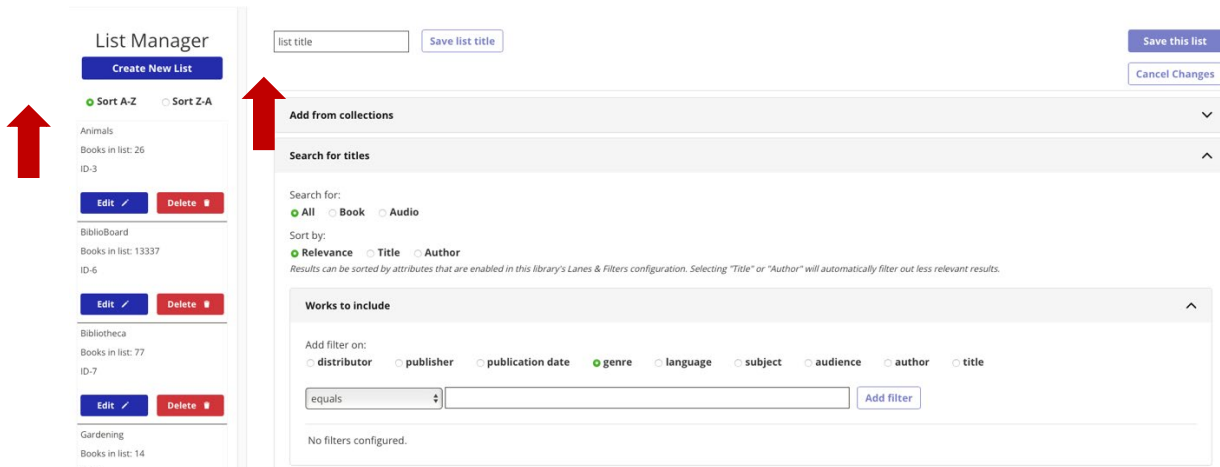 List Manager
Create New List
Sort A-Z Sort Z-A
Animals
Books in list: 26
ID-3
Edit Delete
BiblioBoard
Books in list: 13337
ID-6
Edit Delete
Bibliotheca
Books in list: 77
ID-7
Edit Delete
Gardening
Books in list: 14
list title Save list title
Save this list
Cancel Changes
Add from collections
Search for titles
Search for:
All Book Audio
Sort by:
Relevance Title Author
Results can be sorted by attributes that are enabled in this library's Lanes & Filters configuration. Selecting "Title" or "Author" will automatically filter out less relevant results.
Works to include
Add filter on:
distributor publisher publication date genre language subject audience author title
equals Add filter
No filters configured.